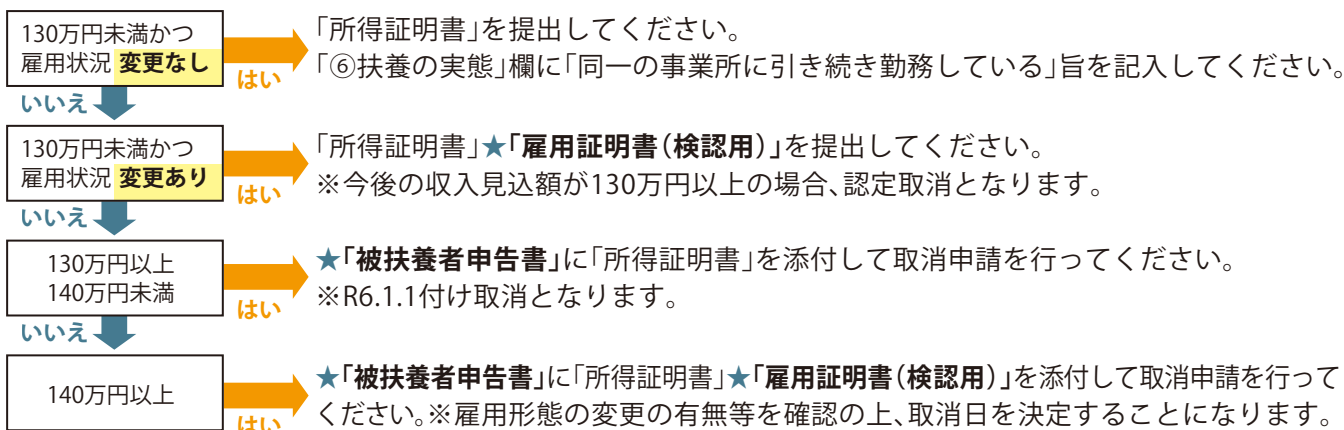 130万円未満かつ
雇用状況 変更なし
はい
「所得証明書」を提出してください。
「⑥扶養の実態」欄に「同一の事業所に引き続き勤務している」旨を記入してください。
いいえ
130万円未満かつ
雇用状況 変更あり
はい
「所得証明書」★「雇用証明書(検認用)」を提出してください。
※今後の収入見込額が130万円以上の場合、認定取消となります。
いいえ
130万円以上
140万円未満
はい
★「被扶養者申告書」に「所得証明書」を添付して取消申請を行ってください。
※R6.1.1付け取消となります。
いいえ
140万円以上
はい
★「被扶養者申告書」に「所得証明書」★「雇用証明書(検認用)」を添付して取消申請を行って
ください。※雇用形態の変更の有無等を確認の上、取消日を決定することになります。